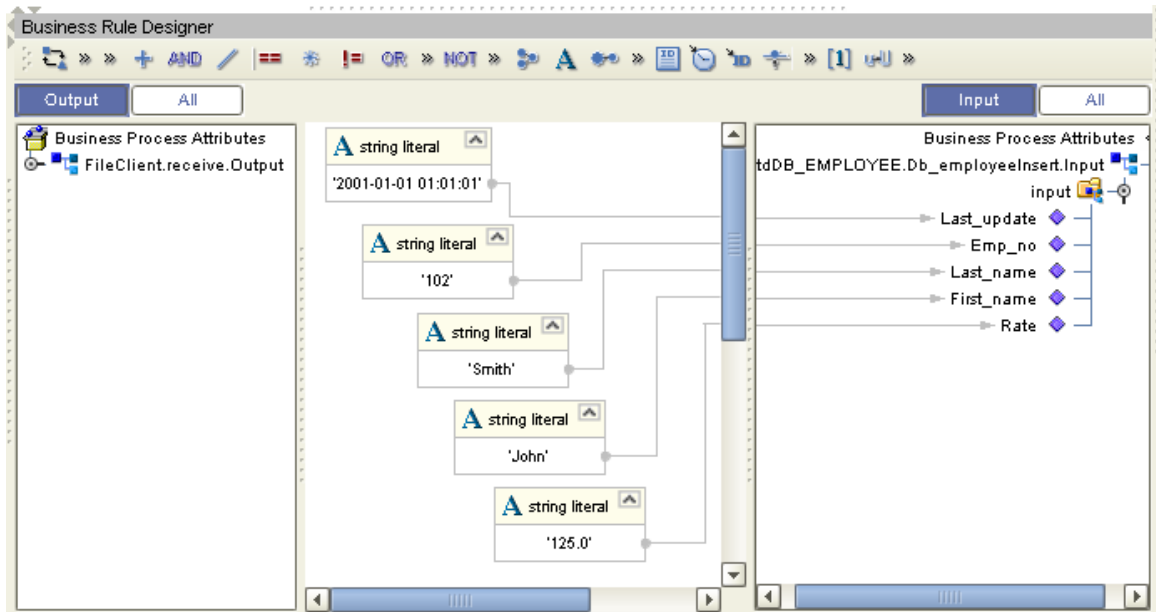 Business Rule Designer
» » AND == != OR » NOT » A » ID ID » [1] »
Output All Input All
Business Process Attributes
FileClient.receive.Output
A string literal
'2001-01-01 01:01:01'
A string literal
'102'
A string literal
'Smith'
A string literal
'John'
A string literal
'125.0'
Business Process Attributes
tdDB_EMPLOYEE.Db_employeeInsert.Input
input
Last_update
Emp_no
Last_name
First_name
Rate